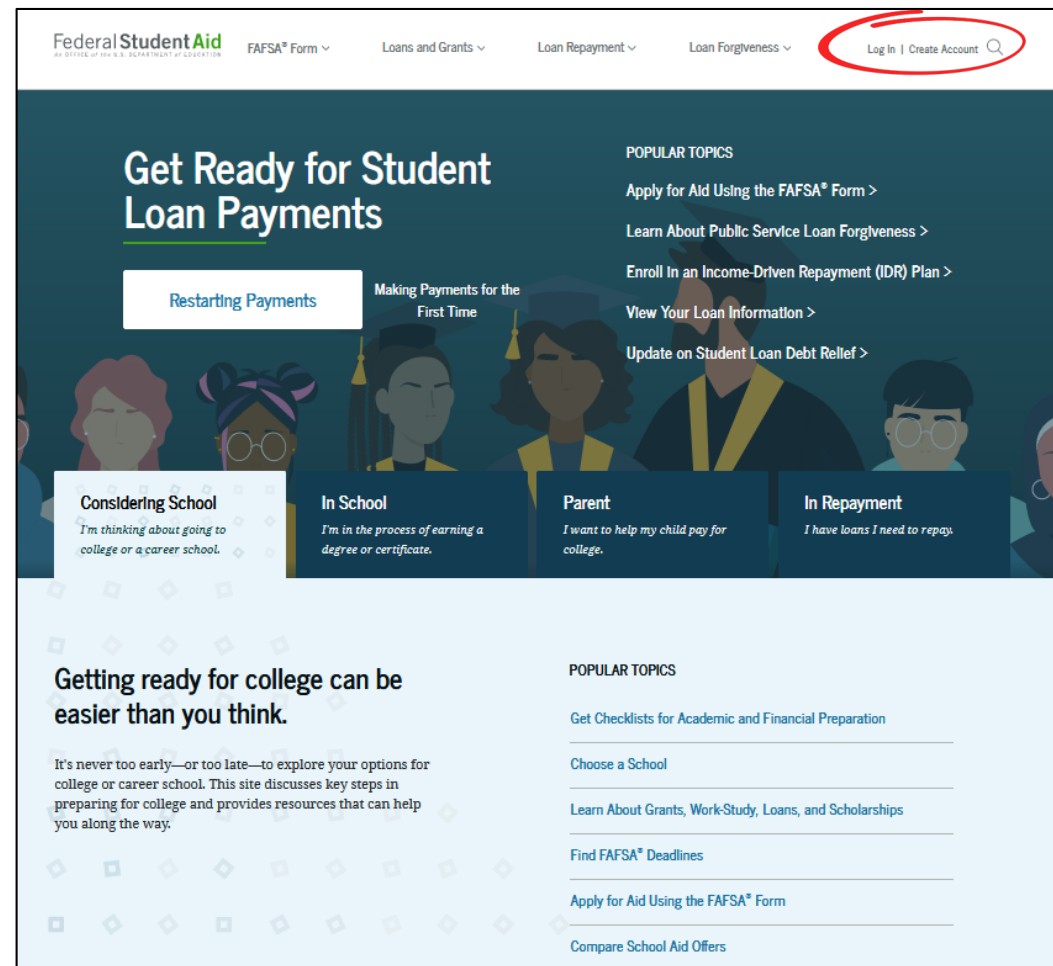 Federal Student Aid
An OFFICE of the U.S. DEPARTMENT of EDUCATION
FAFSA® Form
Loans and Grants
Loan Repayment
Loan Forgiveness
Log In | Create Account
Get Ready for Student
Loan Payments
Restarting Payments
Making Payments for the
First Time
POPULAR TOPICS
Apply for Aid Using the FAFSA® Form >
Learn About Public Service Loan Forgiveness >
Enroll in an Income-Driven Repayment (IDR) Plan >
View Your Loan Information >
Update on Student Loan Debt Relief >
Considering School
I'm thinking about going to
college or a career school.
In School
I'm in the process of earning a
degree or certificate.
Parent
I want to help my child pay for
college.
In Repayment
I have loans I need to repay.
Getting ready for college can be
easier than you think.
It's never too early—or too late—to explore your options for
college or career school. This site discusses key steps in
preparing for college and provides resources that can help
you along the way.
POPULAR TOPICS
Get Checklists for Academic and Financial Preparation
Choose a School
Learn About Grants, Work-Study, Loans, and Scholarships
Find FAFSA® Deadlines
Apply for Aid Using the FAFSA® Form
Compare School Aid Offers